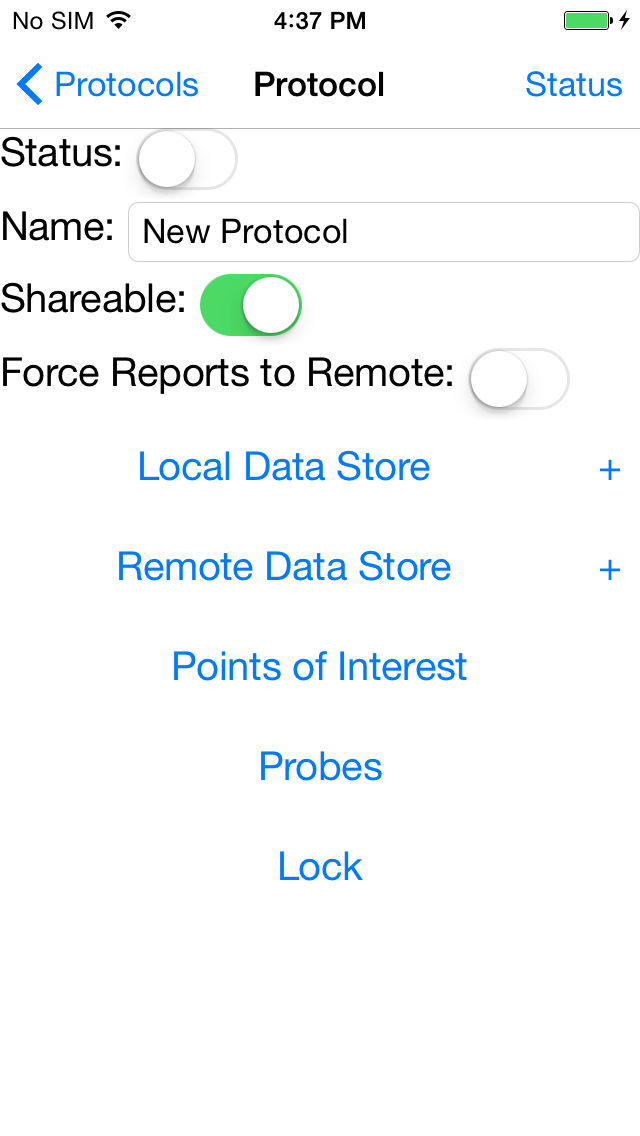 No SIM 4:37 PM
Protocols Protocol Status
Status:
Name: New Protocol
Shareable:
Force Reports to Remote:
Local Data Store +
Remote Data Store +
Points of Interest
Probes
Lock